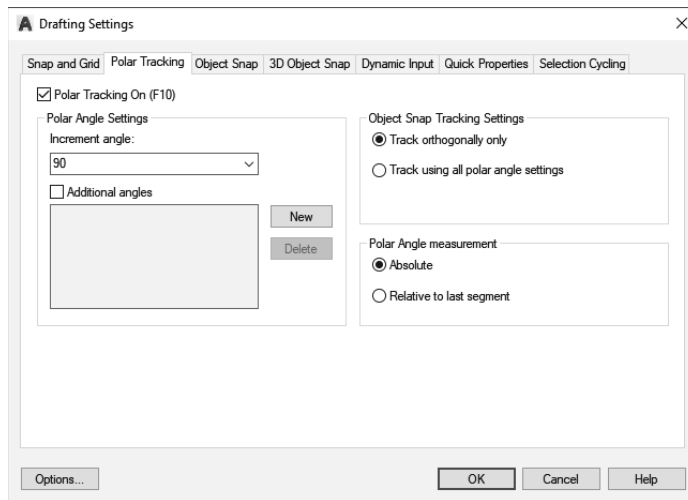 Drafting Settings
Snap and Grid Polar Tracking Object Snap 3D Object Snap Dynamic Input Quick Properties Selection Cycling
Polar Tracking On (F10)
Polar Angle Settings
Increment angle:
90
Additional angles
New
Delete
Object Snap Tracking Settings
Track orthogonally only
Track using all polar angle settings
Polar Angle measurement
Absolute
Relative to last segment
Options... OK Cancel Help